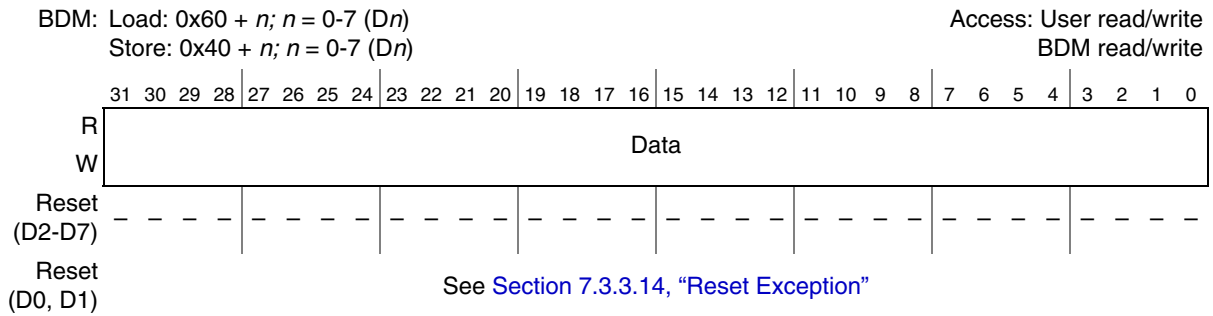 BDM: Load: 0x60 + n; n = 0-7 (Dn) Access: User read/write
Store: 0x40 + n; n = 0-7 (Dn) BDM read/write
31 30 29 28 27 26 25 24 23 22 21 20 19 18 17 16 15 14 13 12 11 10 9 8 7 6 5 4 3 2 1 0
R
Data
W
Reset
(D2-D7) – – – – – – – – – – – – – – – – – – – – – – – – – – – – – – – –
Reset
(D0, D1) See Section 7.3.3.14, “Reset Exception”